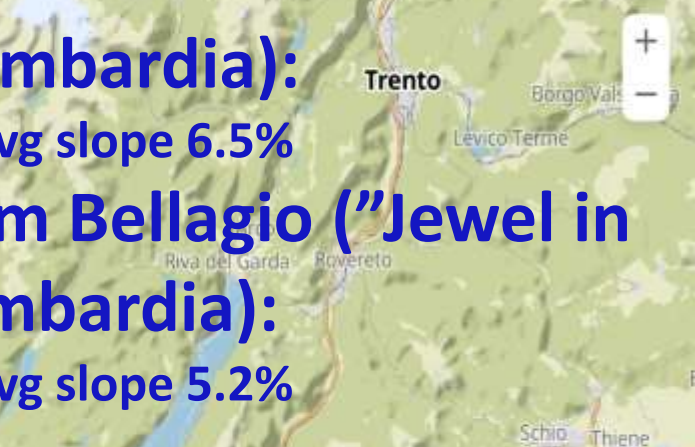 mbardia):
Trento
Borgo Vals
Levico Terme
vg slope 6.5%
m Bellagio (”Jewel in
Riva del Garda
Rovereto
mbardia):
vg slope 5.2%
Schio
Thiene